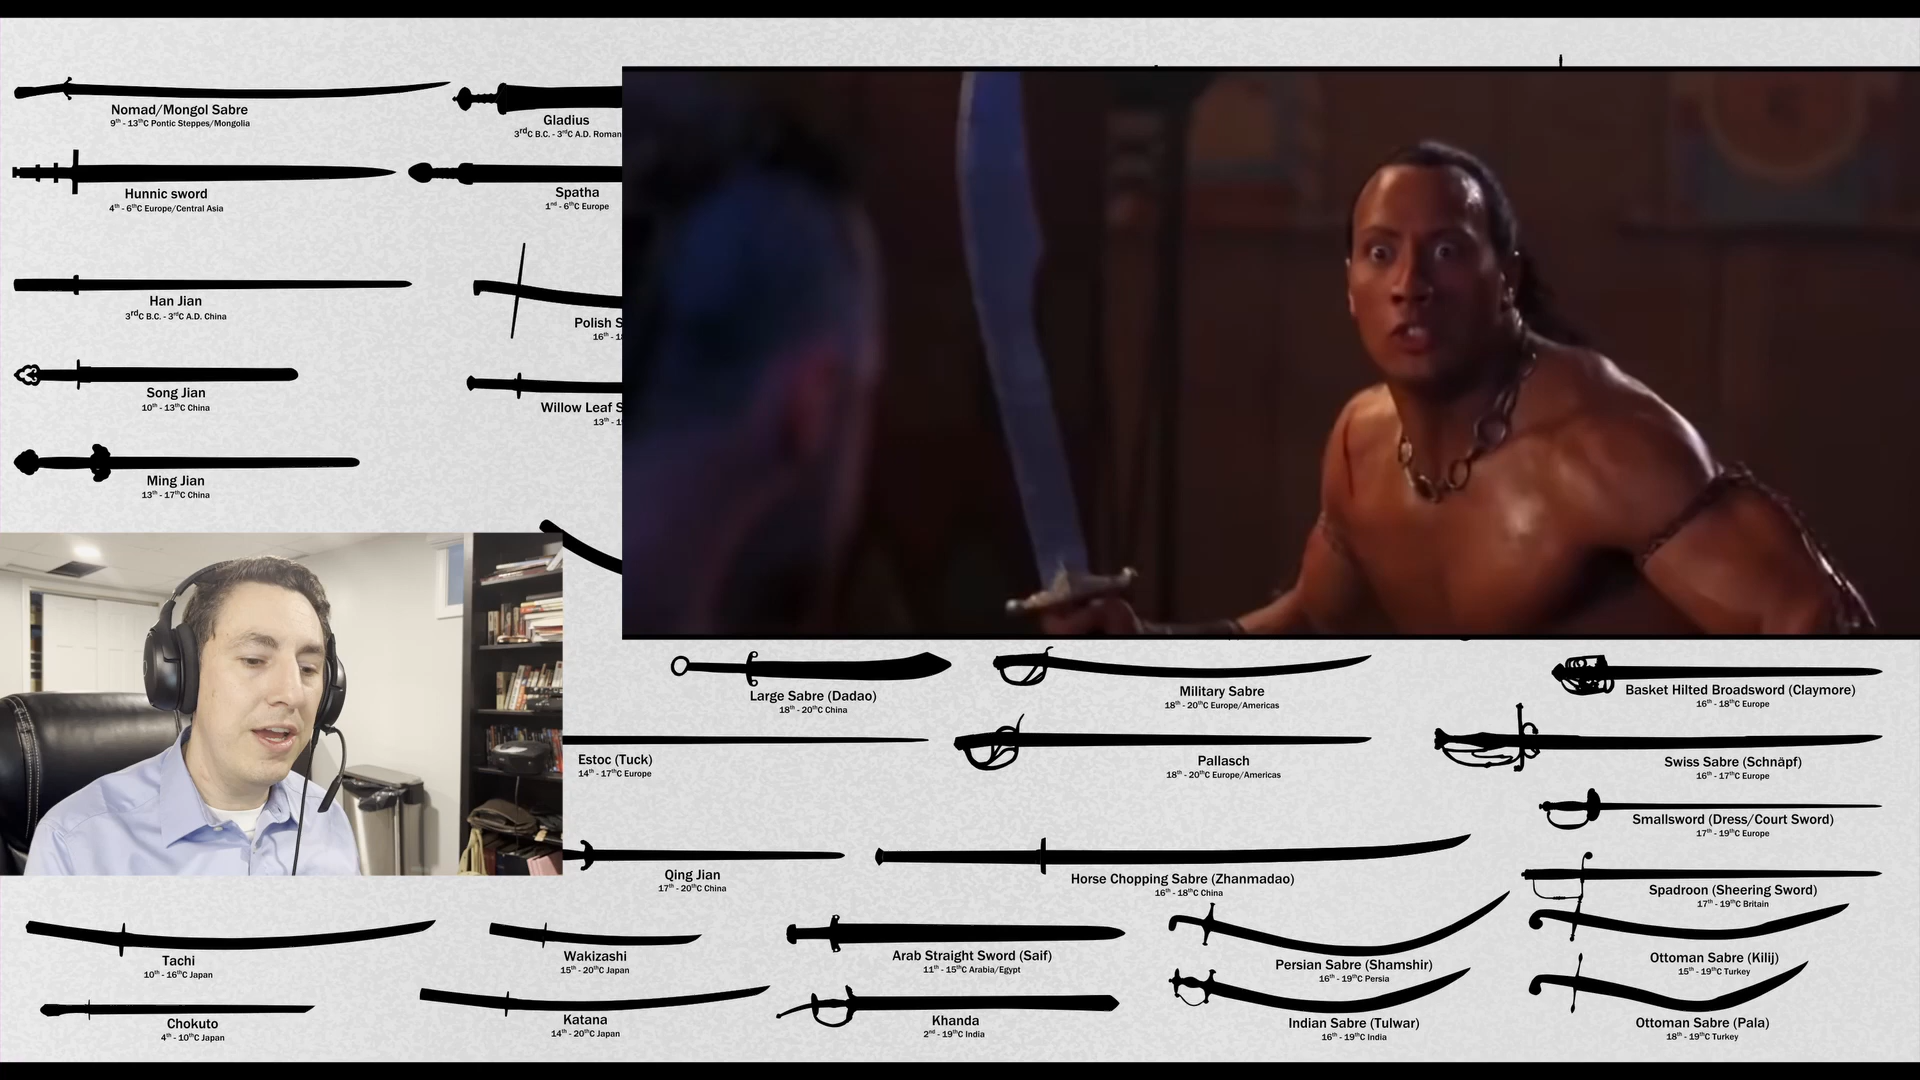 Nomad/Mongol Sabre
9th - 13thC Pontic Steppes/Mongolia
Gladius
3rdC B.C. - 3rdC A.D. Roman
Hunnic sword
4th - 6thC Europe/Central Asia
Spatha
1nd - 6thC Europe
Han Jian
3rdC B.C. - 3rdC A.D. China
Polish S
16th - 18
Song Jian
10th - 13thC China
Willow Leaf S
13th - 1
Ming Jian
13th - 17thC China
Large Sabre (Dadao)
18th - 20thC China
Military Sabre
18th - 20thC Europe/Americas
Basket Hilted Broadsword (Claymore)
16th - 18thC Europe
Estoc (Tuck)
14th - 17thC Europe
Pallasch
18th - 20thC Europe/Americas
Swiss Sabre (Schnäpf)
16th - 17thC Europe
Smallsword (Dress/Court Sword)
17th - 19thC Europe
Qing Jian
17th - 20thC China
Horse Chopping Sabre (Zhanmadao)
16th - 18thC China
Spadroon (Sheering Sword)
17th - 19thC Britain
Tachi
10th - 16thC Japan
Wakizashi
15th - 20thC Japan
Arab Straight Sword (Saif)
11th - 15thC Arabia/Egypt
Persian Sabre (Shamshir)
16th - 19thC Persia
Ottoman Sabre (Kilij)
15th - 19thC Turkey
Chokuto
4th - 10thC Japan
Katana
14th - 20thC Japan
Khanda
2nd - 19thC India
Indian Sabre (Tulwar)
16th - 19thC India
Ottoman Sabre (Pala)
18th - 19thC Turkey